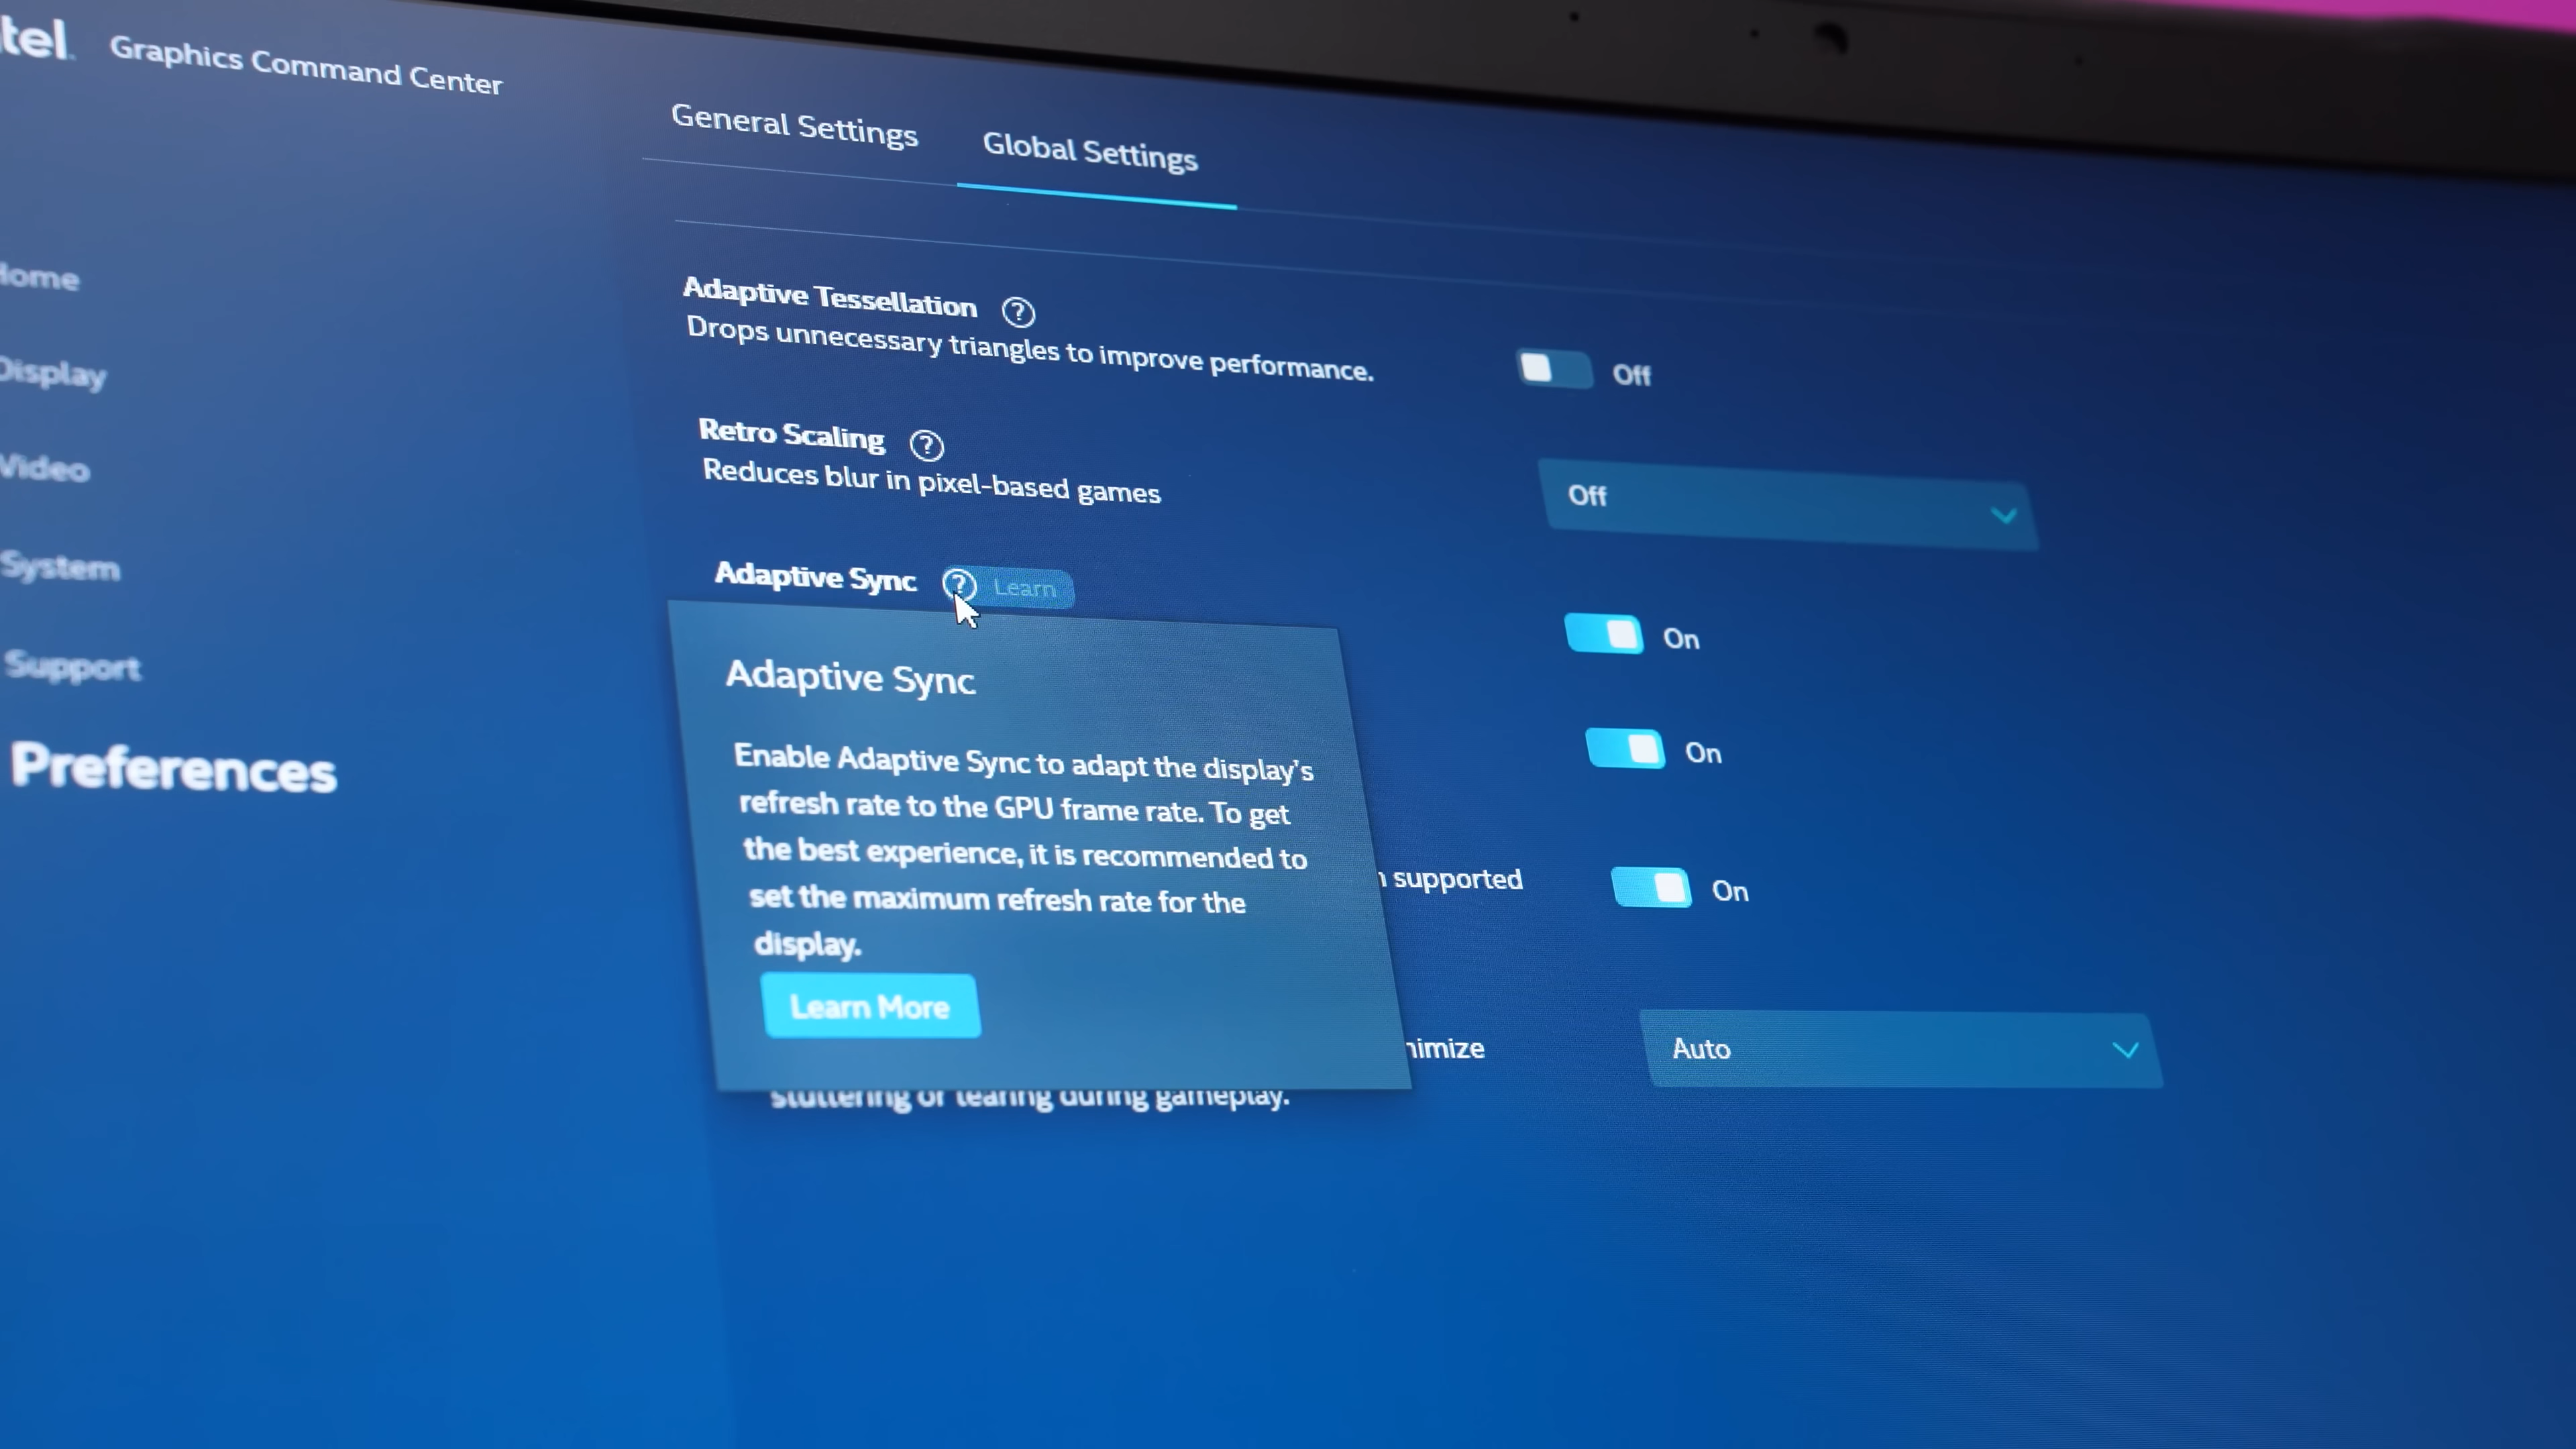 Graphics Command Center
General Settings
Global Settings
Display
Video
System
Support
Preferences
Adaptive Tessellation ?
Drops unnecessary triangles to improve performance.
Off
Retro Scaling ?
Reduces blur in pixel-based games
Off
Adaptive Sync ? Learn
On
Adaptive Sync
Enable Adaptive Sync to adapt the display's
refresh rate to the GPU frame rate. To get
the best experience, it is recommended to
set the maximum refresh rate for the
display.
Learn More
On
supported
On
Auto
stuttering or tearing during gameplay.